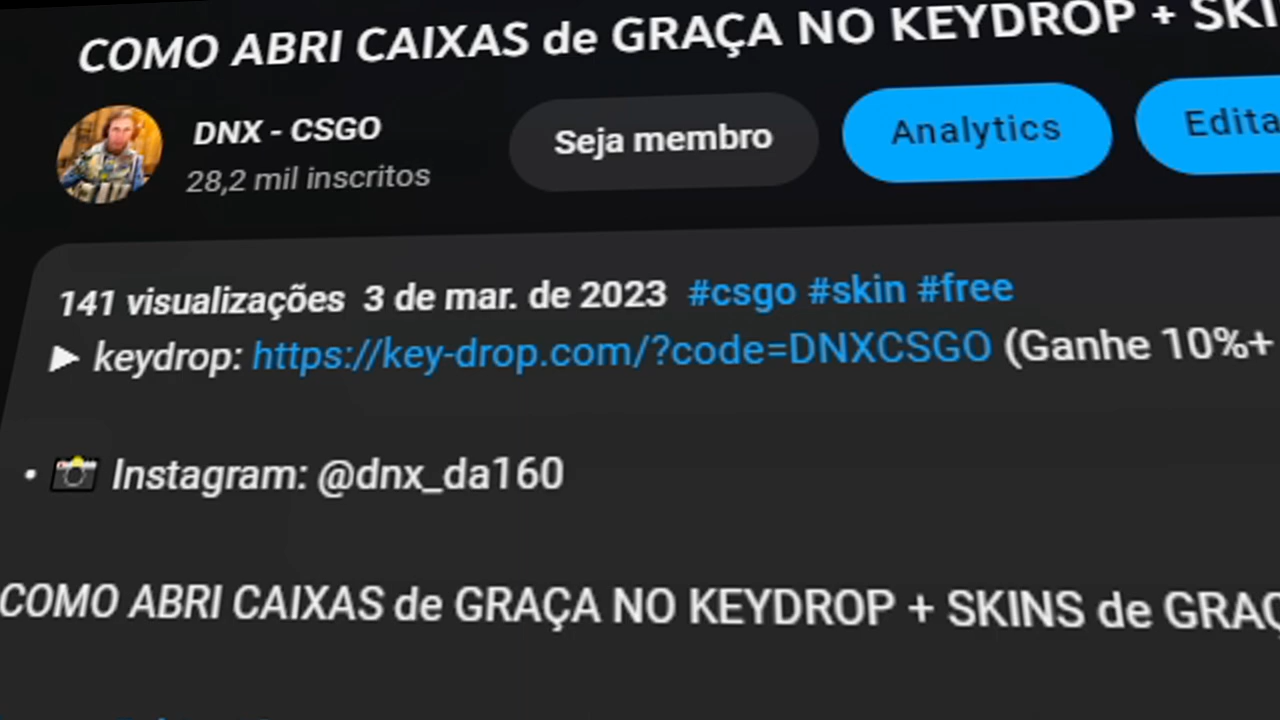 COMO ABRI CAIXAS de GRAÇA NO KEYDROP + SKI
DNX - CSGO
28,2 mil inscritos
Seja membro
Analytics
Edita
141 visualizações 3 de mar. de 2023 #csgo #skin #free
▶ keydrop: https://key-drop.com/?code=DNXCSGO (Ganhe 10%+
• 📸 Instagram: @dnx_da160
COMO ABRI CAIXAS de GRAÇA NO KEYDROP + SKINS de GRAÇ